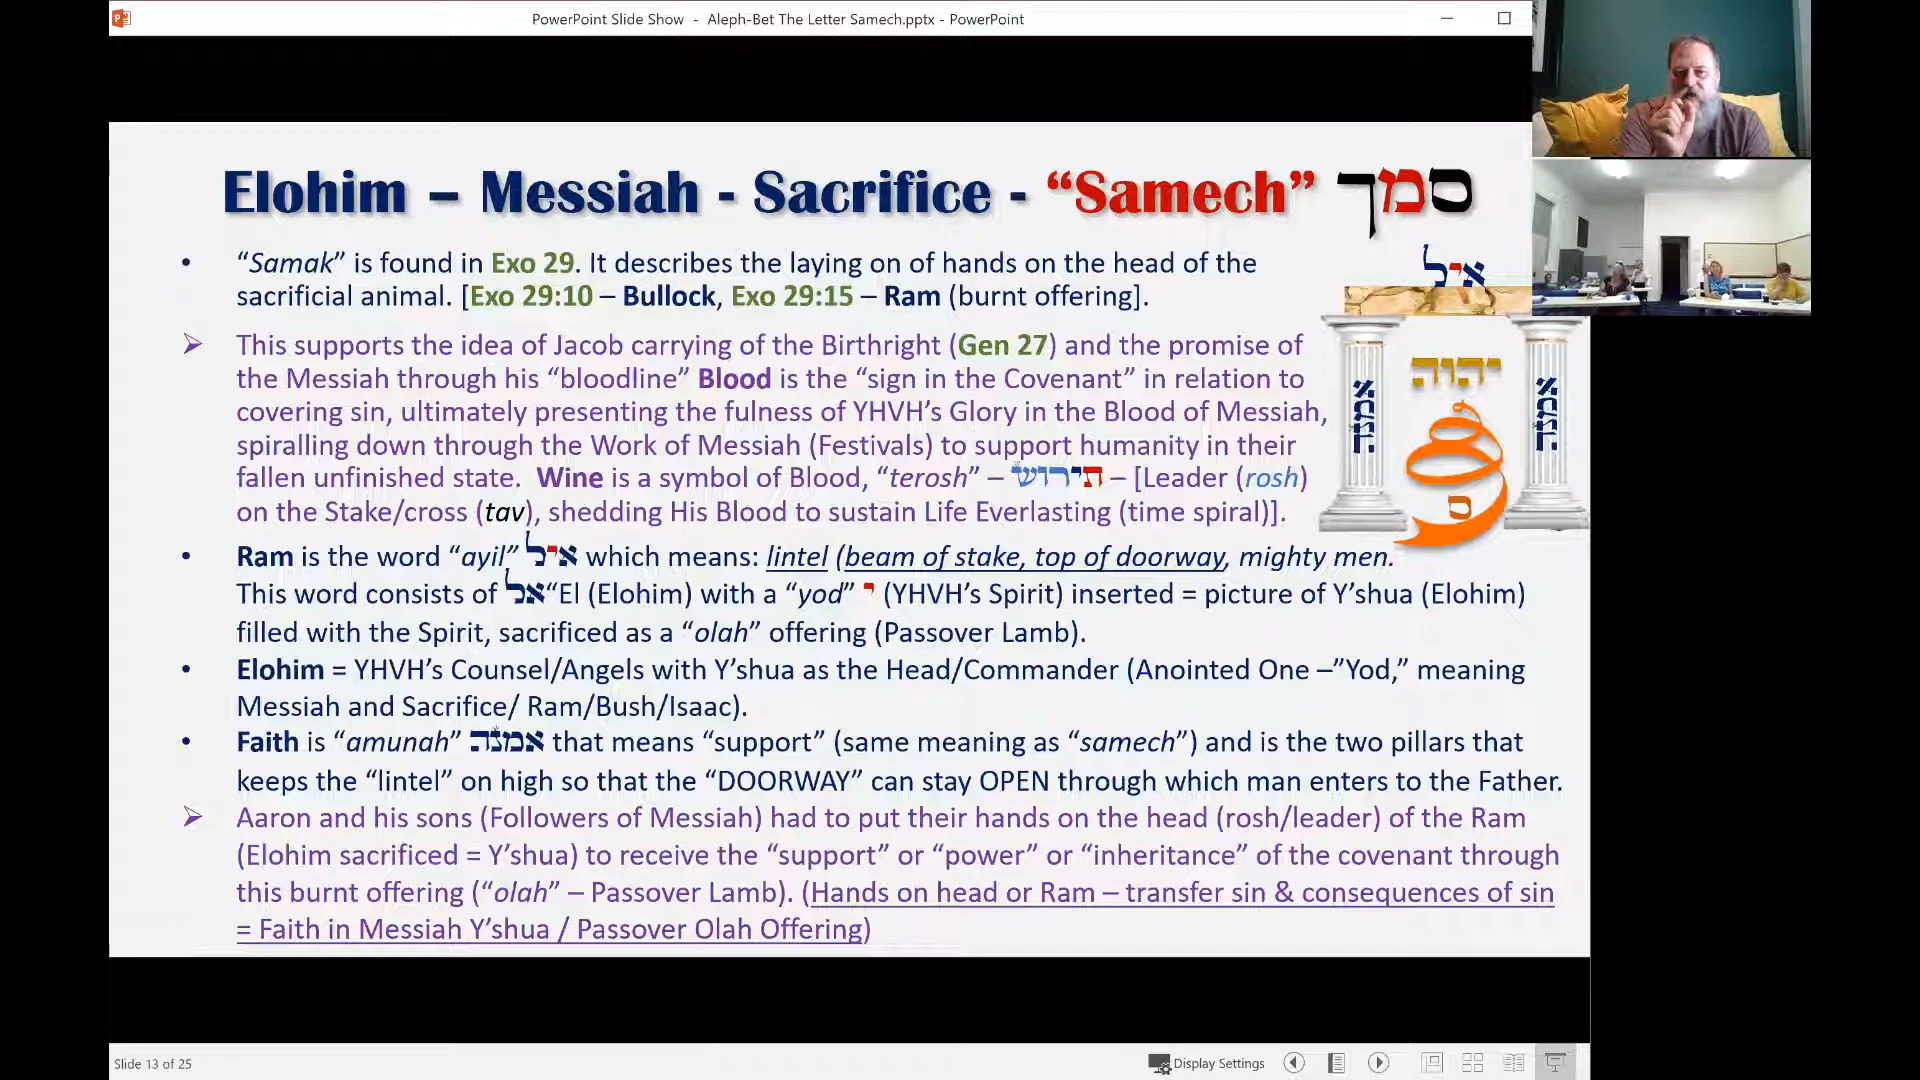 PowerPoint Slide Show - Aleph-Bet The Letter Samech.pptx - PowerPoint
Elohim – Messiah - Sacrifice - “Samech” סמך
• “Samak” is found in Exo 29. It describes the laying on of hands on the head of the
sacrificial animal. [Exo 29:10 – Bullock, Exo 29:15 – Ram (burnt offering].
➢ This supports the idea of Jacob carrying of the Birthright (Gen 27) and the promise of
the Messiah through his “bloodline” Blood is the “sign in the Covenant” in relation to
covering sin, ultimately presenting the fulness of YHVH’s Glory in the Blood of Messiah,
spiralling down through the Work of Messiah (Festivals) to support humanity in their
fallen unfinished state. Wine is a symbol of Blood, “terosh” – תירוש – [Leader (rosh)
on the Stake/cross (tav), shedding His Blood to sustain Life Everlasting (time spiral)].
• Ram is the word “ayil” איל which means: lintel (beam of stake, top of doorway, mighty men.
This word consists of אל “El (Elohim) with a “yod” י (YHVH’s Spirit) inserted = picture of Y’shua (Elohim)
filled with the Spirit, sacrificed as a “olah” offering (Passover Lamb).
• Elohim = YHVH’s Counsel/Angels with Y’shua as the Head/Commander (Anointed One –”Yod,” meaning
Messiah and Sacrifice/ Ram/Bush/Isaac).
• Faith is “amunah” אמנה that means “support” (same meaning as “samech”) and is the two pillars that
keeps the “lintel” on high so that the “DOORWAY” can stay OPEN through which man enters to the Father.
➢ Aaron and his sons (Followers of Messiah) had to put their hands on the head (rosh/leader) of the Ram
(Elohim sacrificed = Y’shua) to receive the “support” or “power” or “inheritance” of the covenant through
this burnt offering (“olah” – Passover Lamb). (Hands on head or Ram – transfer sin & consequences of sin
= Faith in Messiah Y’shua / Passover Olah Offering)
איל
יהוה
אמנה
אמנה
ס
Slide 13 of 25
Display Settings